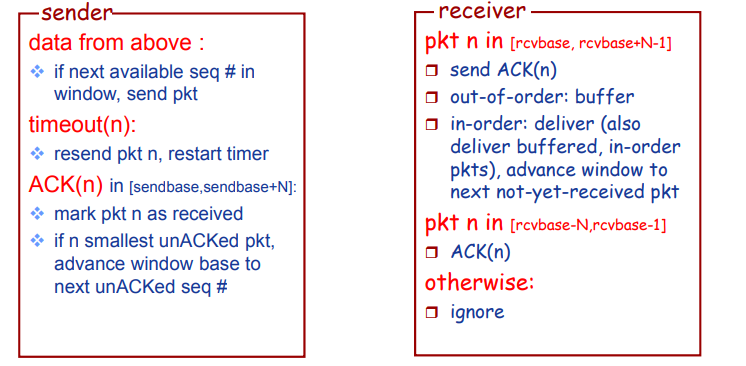 sender
data from above :
❖ if next available seq # in
window, send pkt
timeout(n):
❖ resend pkt n, restart timer
ACK(n) in [sendbase,sendbase+N]:
❖ mark pkt n as received
❖ if n smallest unACKed pkt,
advance window base to
next unACKed seq #
receiver
pkt n in [rcvbase, rcvbase+N-1]
❒ send ACK(n)
❒ out-of-order: buffer
❒ in-order: deliver (also
deliver buffered, in-order
pkts), advance window to
next not-yet-received pkt
pkt n in [rcvbase-N,rcvbase-1]
❒ ACK(n)
otherwise:
❒ ignore